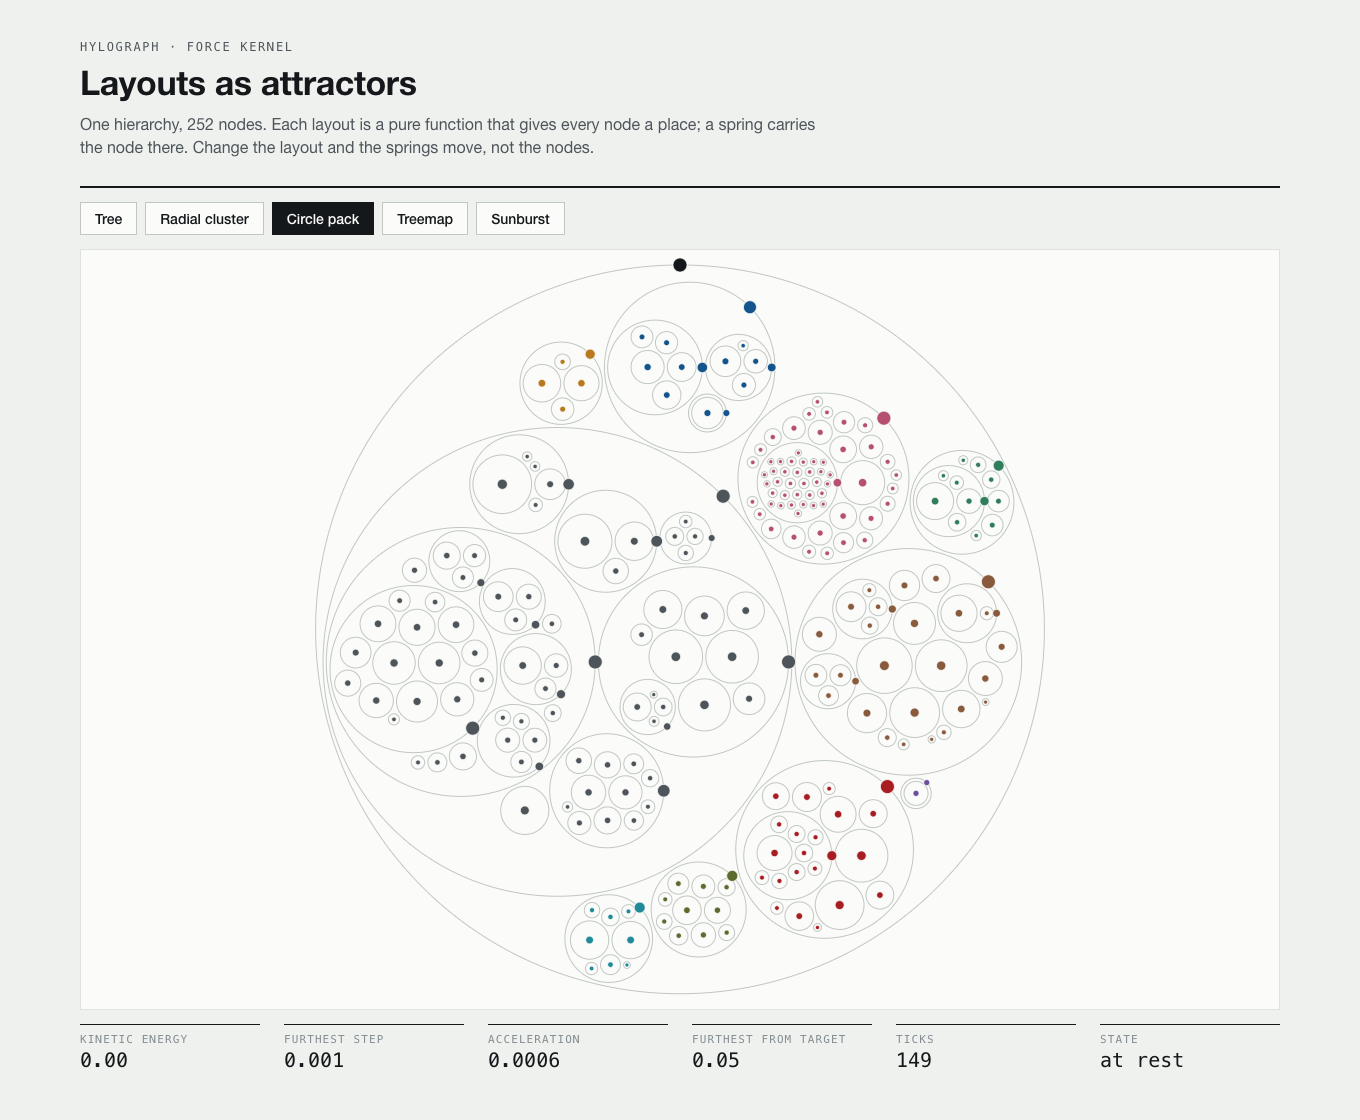 HYLOGRAPH · FORCE KERNEL
Layouts as attractors
One hierarchy, 252 nodes. Each layout is a pure function that gives every node a place; a spring carries
the node there. Change the layout and the springs move, not the nodes.
Tree
Radial cluster
Circle pack
Treemap
Sunburst
KINETIC ENERGY
0.00
FURTHEST STEP
0.001
ACCELERATION
0.0006
FURTHEST FROM TARGET
0.05
TICKS
149
STATE
at rest